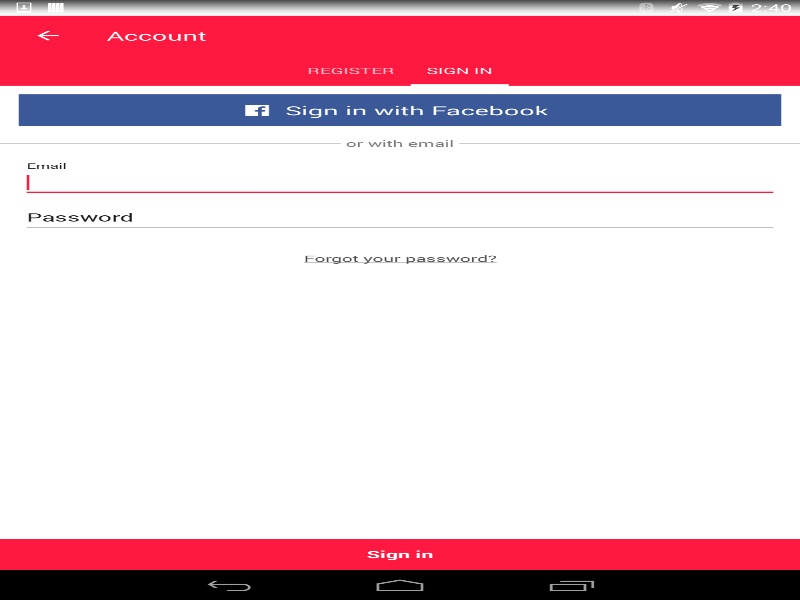 2:40
Account
REGISTER SIGN IN
Sign in with Facebook
or with email
Email
Password
Forgot your password?
Sign in